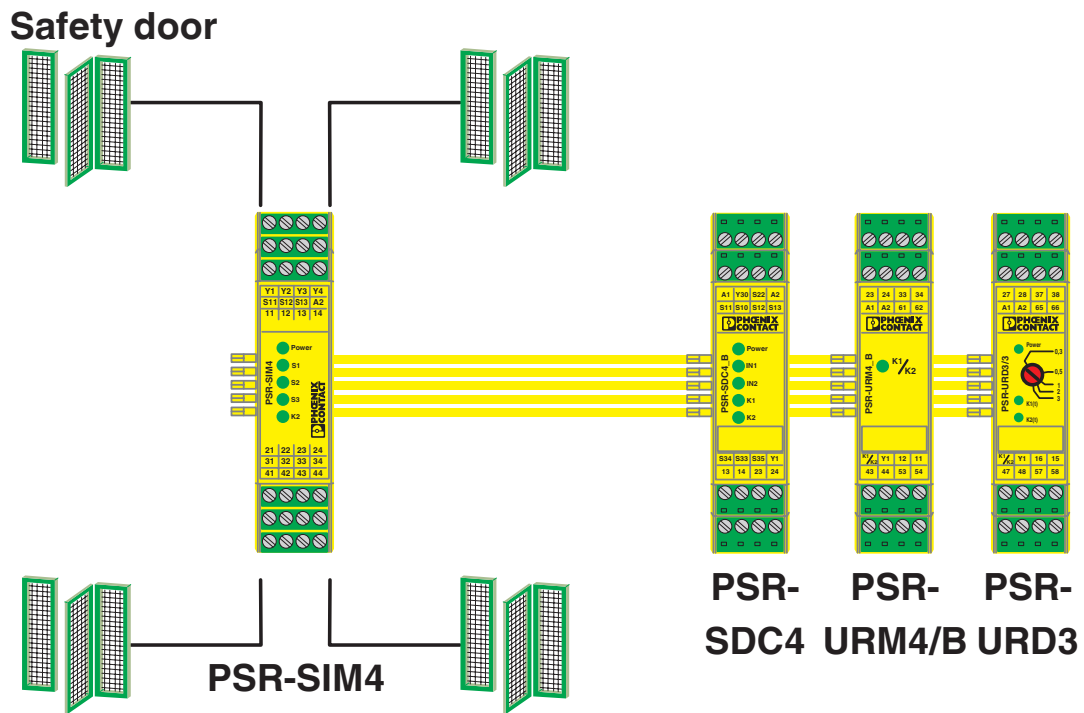 Safety door
Y1 Y2 Y3 Y4
S11 S12 S13 A2
11 12 13 14
Power
S1
S2
S3
K2
PSR-SIM4
PHŒNIX
CONTACT
21 22 23 24
31 32 33 34
41 42 43 44
A1 Y30 S22 A2
S11 S10 S12 S13
PHŒNIX
CONTACT
Power
IN1
IN2
K1
K2
PSR-SDC4_B
S34 S33 S35 Y1
13 14 23 24
23 24 33 34
A1 A2 61 62
PHŒNIX
CONTACT
K1/K2
PSR-URM4_B
K1/K2 Y1 12 11
43 44 53 54
27 28 37 38
A1 A2 65 66
PHŒNIX
CONTACT
Power
0,3
0,5
1
2
3
K1(t)
K2(t)
PSR-URD3/3
K1/K2 Y1 16 15
47 48 57 58
PSR-SIM4
PSR-
SDC4
PSR-
URM4/B
PSR-
URD3